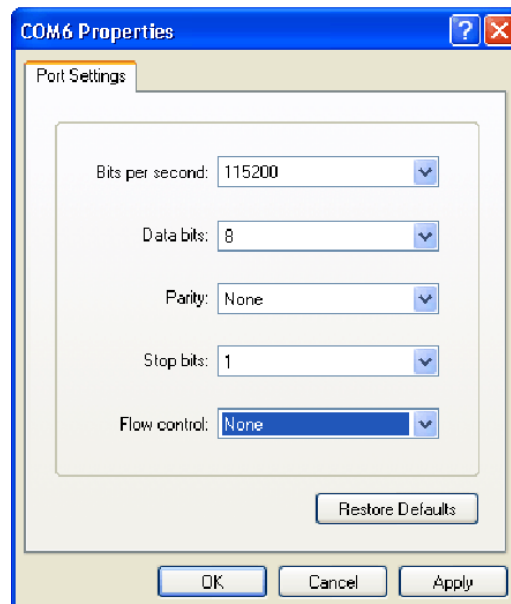 COM6 Properties
Port Settings
Bits per second: 115200
Data bits: 8
Parity: None
Stop bits: 1
Flow control: None
Restore Defaults
OK Cancel Apply